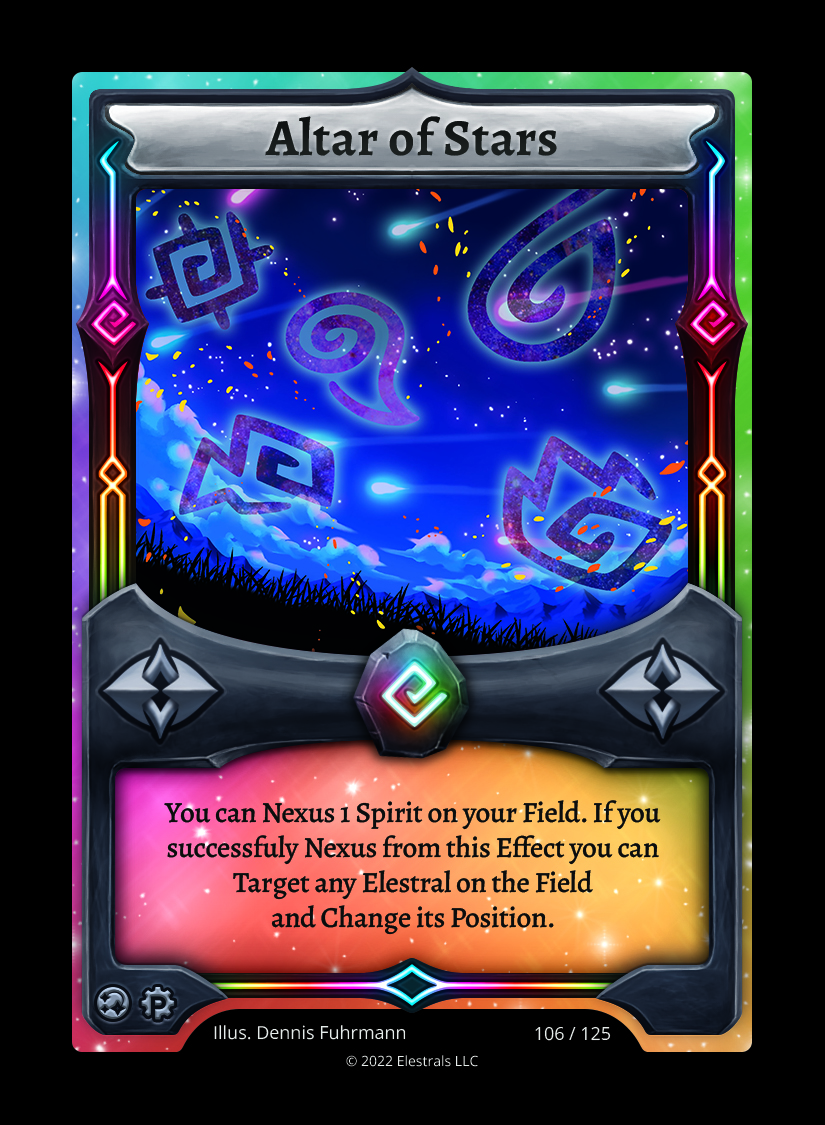 Altar of Stars
You can Nexus 1 Spirit on your Field. If you
successfuly Nexus from this Effect you can
Target any Elestral on the Field
and Change its Position.
P
Illus. Dennis Fuhrmann
106 / 125
© 2022 Elestrals LLC